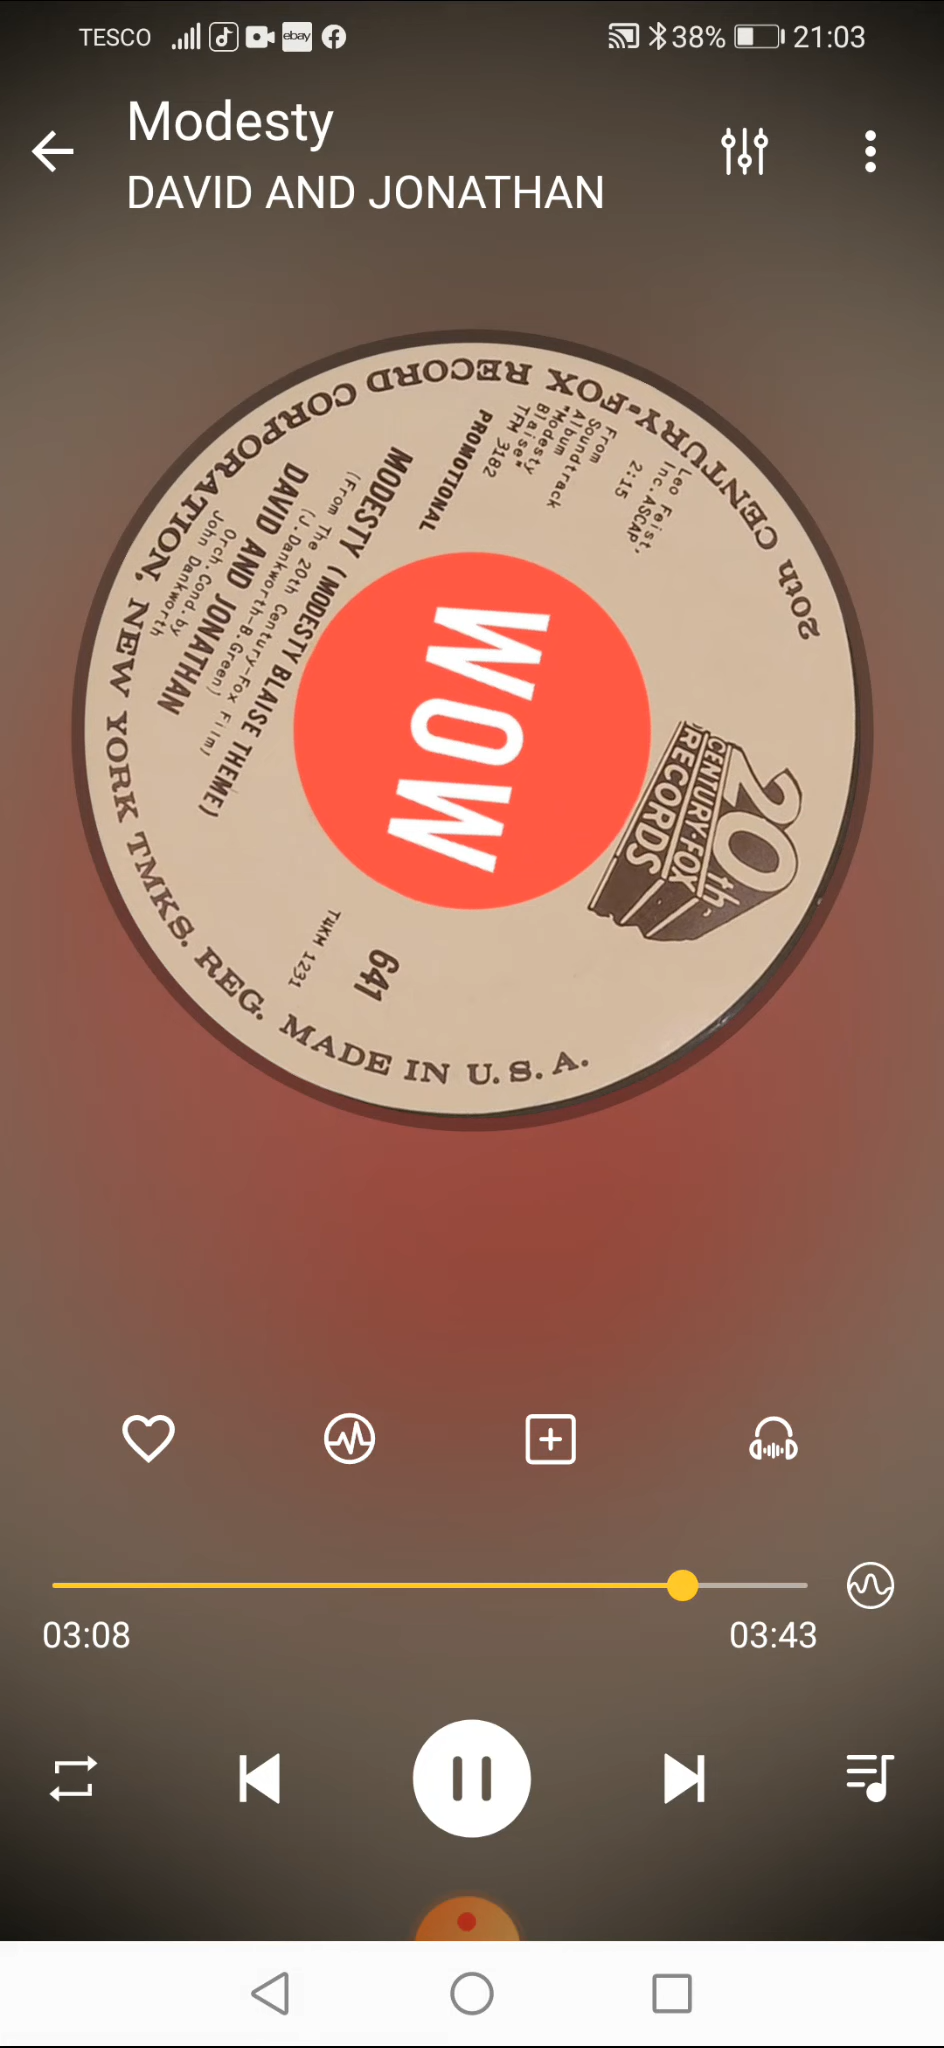 TESCO
ebay
38%
21:03
Modesty
DAVID AND JONATHAN
20th CENTURY-FOX RECORD CORPORATION, NEW YORK TMKS. REG. MADE IN U.S.A.
20th
CENTURY-FOX
RECORDS
Leo Feist,
Inc. ASCAP.
2:15
From
Soundtrack
Album
"Modesty
Blaise"
TFM 3182
PROMOTIONAL
641
T4KM 1231
WOW
MODESTY (MODESTY BLAISE THEME)
(From The 20th Century-Fox Film)
(J.Dankworth-B.Green)
DAVID AND JONATHAN
Orch.Cond.by
John Dankworth
03:08
03:43